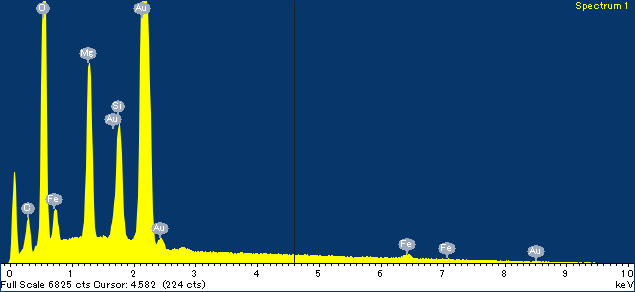 Spectrum 1
O Au
Mg
Si
Au
Fe
Au
Fe Fe Au
0 1 2 3 4 5 6 7 8 9 10
Full Scale 6825 cts Cursor: 4.582 (224 cts) keV